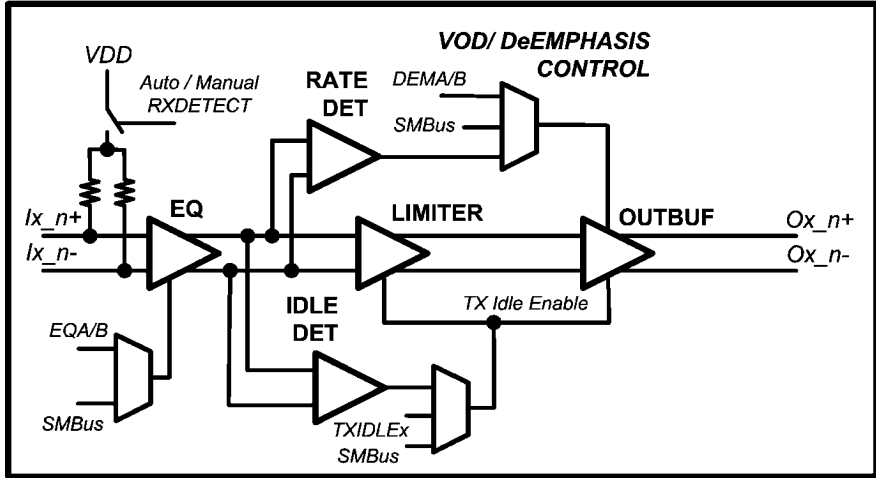 VOD/ DeEMPHASIS
CONTROL
VDD
Auto / Manual
RXDETECT
RATE
DET
DEMA/B
SMBus
Ix_n+
Ix_n-
EQ
LIMITER
OUTBUF
Ox_n+
Ox_n-
IDLE
DET
TX Idle Enable
EQA/B
SMBus
TXIDLEx
SMBus